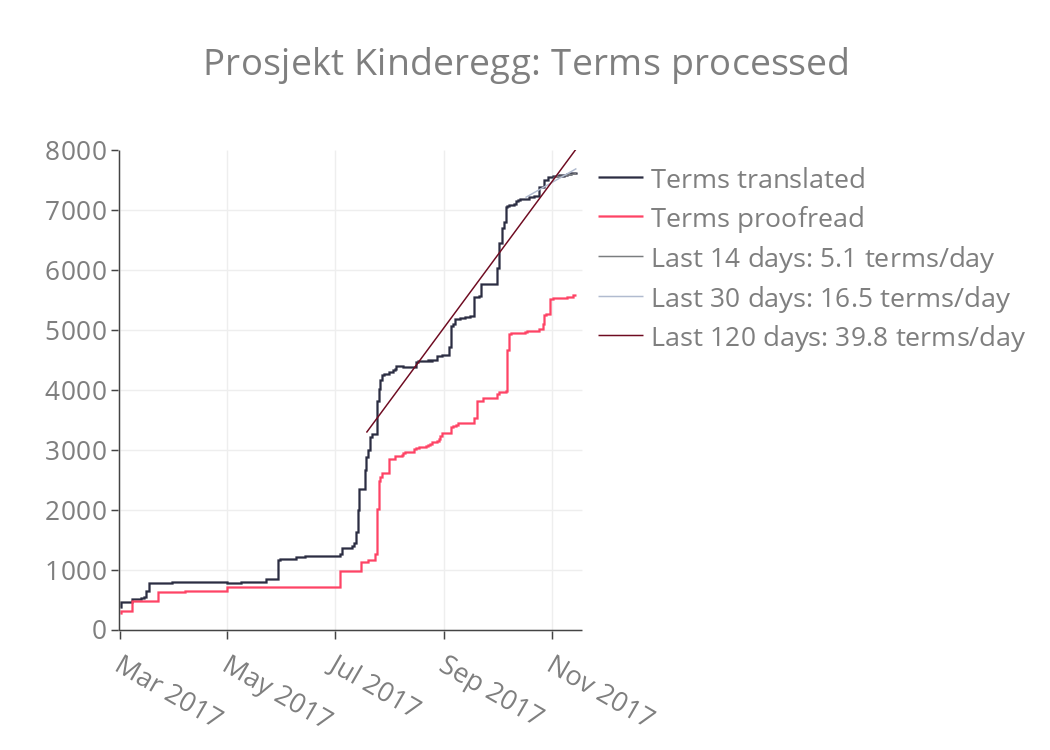 Prosjekt Kinderegg: Terms processed
8000
7000
6000
5000
4000
3000
2000
1000
0
Mar 2017
May 2017
Jul 2017
Sep 2017
Nov 2017
Terms translated
Terms proofread
Last 14 days: 5.1 terms/day
Last 30 days: 16.5 terms/day
Last 120 days: 39.8 terms/day